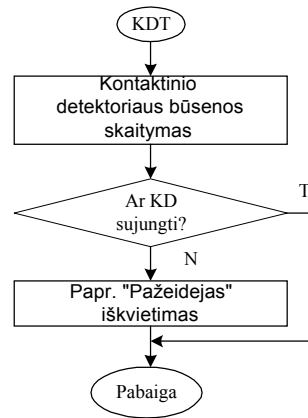 KDT
Kontaktinio
detektoriaus būsenos
skaitymas
Ar KD
sujungti?
T
N
Papr. "Pažeidejas"
iškvietimas
Pabaiga